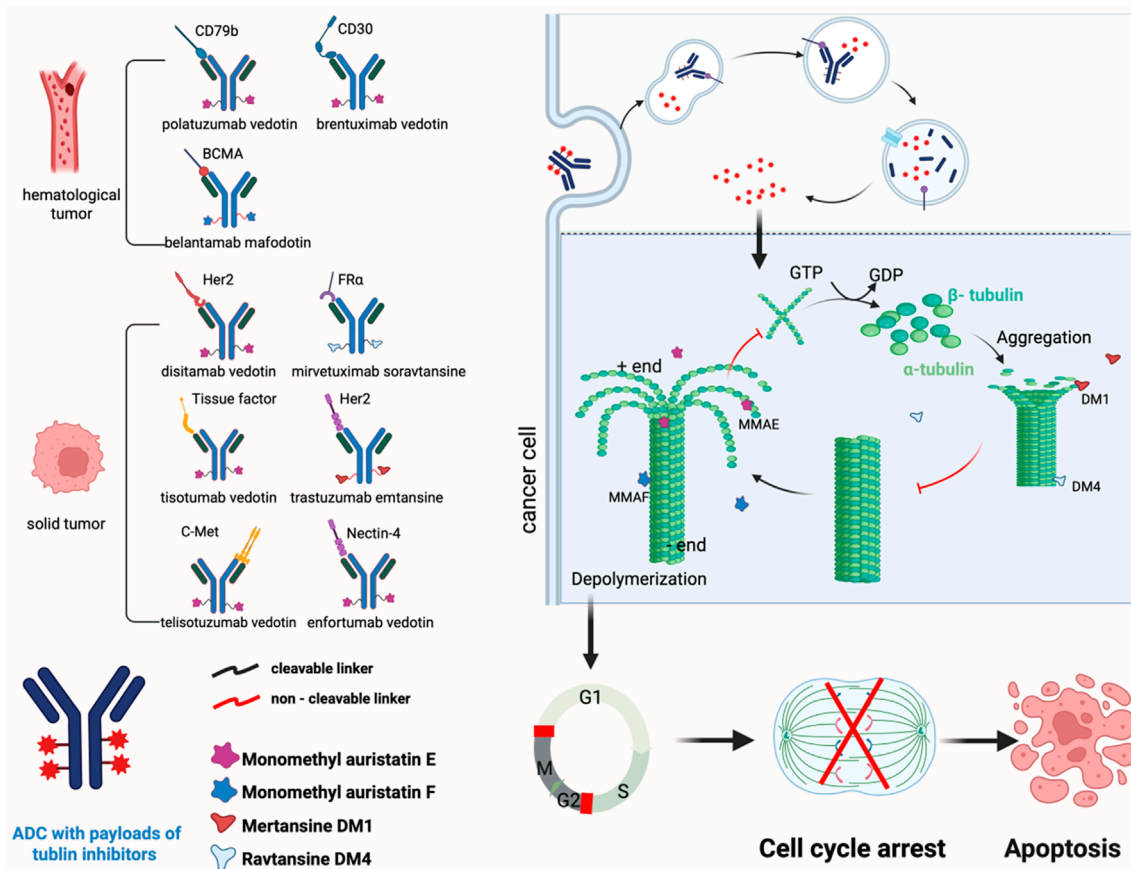 CD79b
CD30
polatuzumab vedotin
brentuximab vedotin
BCMA
hematological
tumor
belantamab mafodotin
Her2
FRα
disitamab vedotin
mirvetuximab soravtansine
Tissue factor
Her2
tisotumab vedotin
trastuzumab emtansine
solid tumor
C-Met
Nectin-4
telisotuzumab vedotin
enfortumab vedotin
cleavable linker
non - cleavable linker
Monomethyl auristatin E
Monomethyl auristatin F
Mertansine DM1
Ravtansine DM4
ADC with payloads of
tublin inhibitors
cancer cell
GTP
GDP
β- tubulin
Aggregation
α-tubulin
+ end
DM1
MMAE
MMAF
DM4
- end
Depolymerization
G1
M
G2
S
Cell cycle arrest
Apoptosis